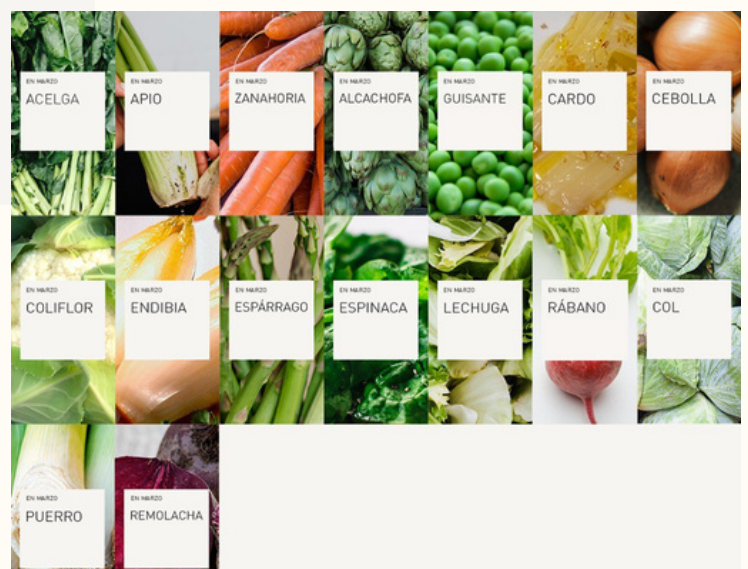 EN MARZO
ACELGA
EN MARZO
APIO
EN MARZO
ZANAHORIA
EN MARZO
ALCACHOFA
EN MARZO
GUISANTE
EN MARZO
CARDO
EN MARZO
CEBOLLA
EN MARZO
COLIFLOR
EN MARZO
ENDIBIA
EN MARZO
ESPÁRRAGO
EN MARZO
ESPINACA
EN MARZO
LECHUGA
EN MARZO
RÁBANO
EN MARZO
COL
EN MARZO
PUERRO
EN MARZO
REMOLACHA